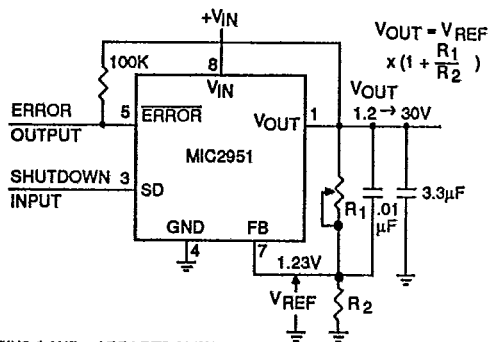 +VIN
VOUT = VREF
x (1 + R1
R2 )
100K
8
VIN
VOUT
1.2 → 30V
ERROR
OUTPUT
5
ERROR
VOUT
1
MIC2951
SHUTDOWN
INPUT
3
SD
R1
.01
µF
3.3µF
GND
FB
4
7
1.23V
VREF
R2